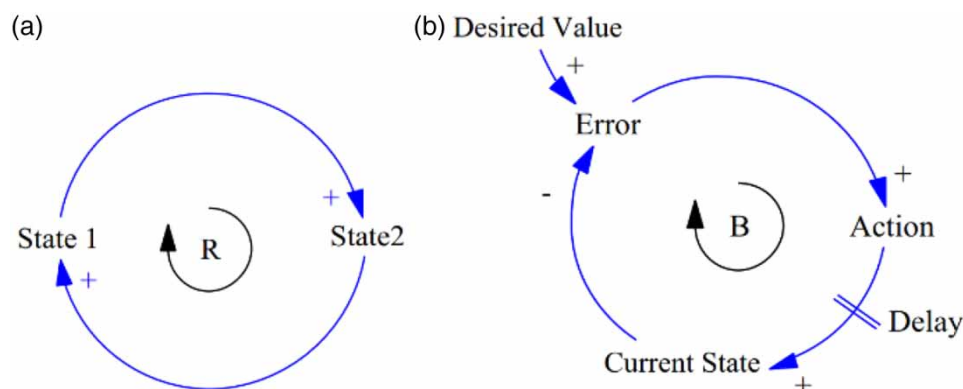 (a)
+
State 1
R
State2
+
(b)
Desired Value
+
Error
+
-
B
Action
Delay
Current State
+